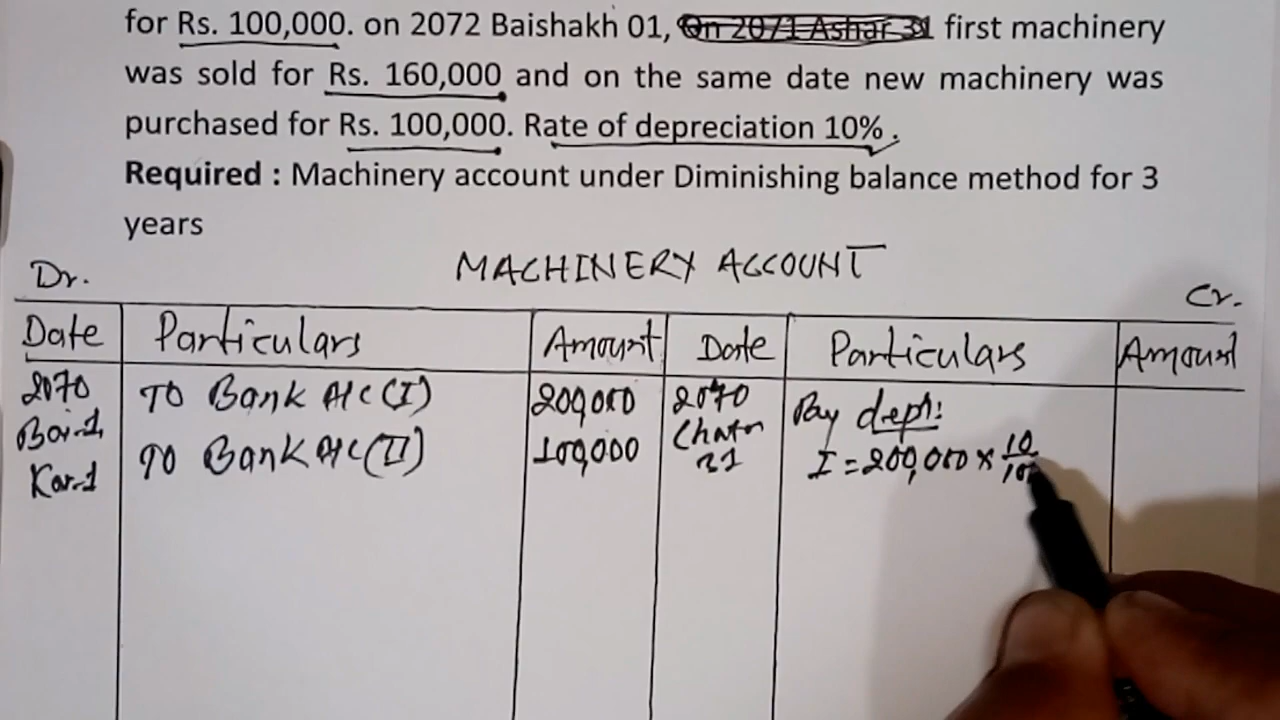 for Rs. 100,000. on 2072 Baishakh 01, On 2071 Ashar 31 first machinery
was sold for Rs. 160,000 and on the same date new machinery was
purchased for Rs. 100,000. Rate of depreciation 10% .
Required : Machinery account under Diminishing balance method for 3
years
MACHINERY ACCOUNT
Dr. Cr.
Date Particulars Amount Date Particulars Amount
2070 TO Bank A/C (I) 200,000 2070 By dept:
Bai-1 TO Bank A/C (II) 100,000 Chatra I = 200,000 × 10/100
Kar-1 31